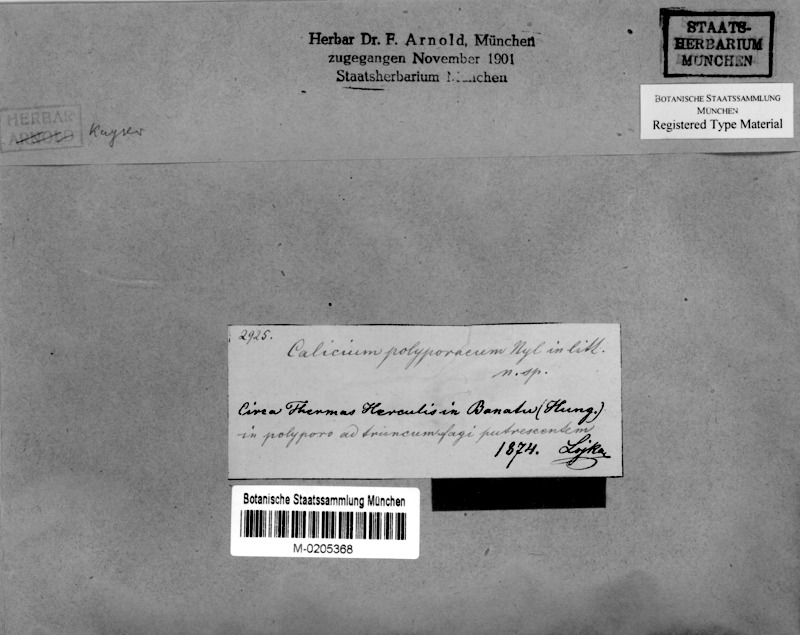 Herbar Dr. F. Arnold, München
zugegangen November 1901
Staatsherbarium München
STAATS-
HERBARIUM
MÜNCHEN
BOTANISCHE STAATSSAMMLUNG
MÜNCHEN
Registered Type Material
HERBAR
ARNOLD
2925.
Calicium polyporaeum Nyl in litt.
n. sp.
Circa Thermas Herculis in Banatu (Hung.)
in polyporo ad truncum fagi putrescentem
1874. Lojka
Botanische Staatssammlung München
M-0205368